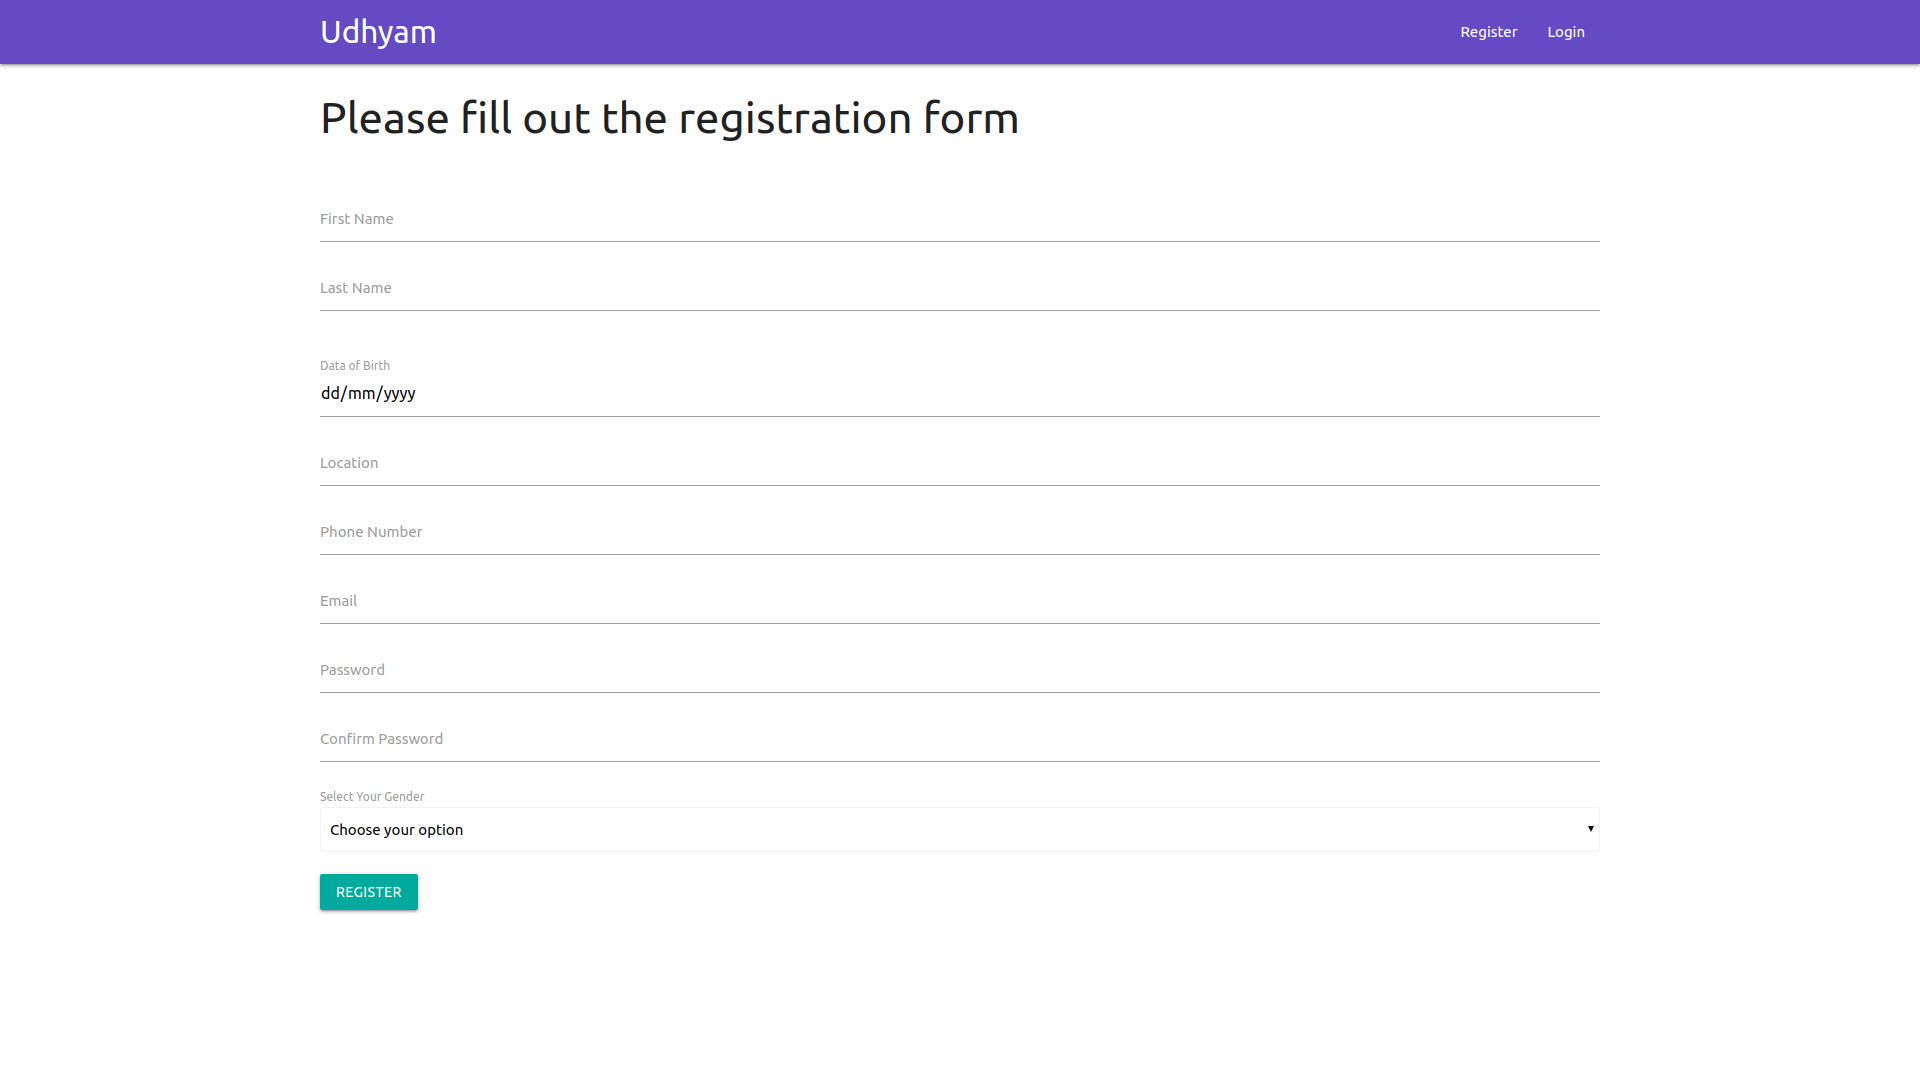 Udhyam
Register
Login
Please fill out the registration form
First Name
Last Name
Data of Birth
dd/mm/yyyy
Location
Phone Number
Email
Password
Confirm Password
Select Your Gender
Choose your option
REGISTER